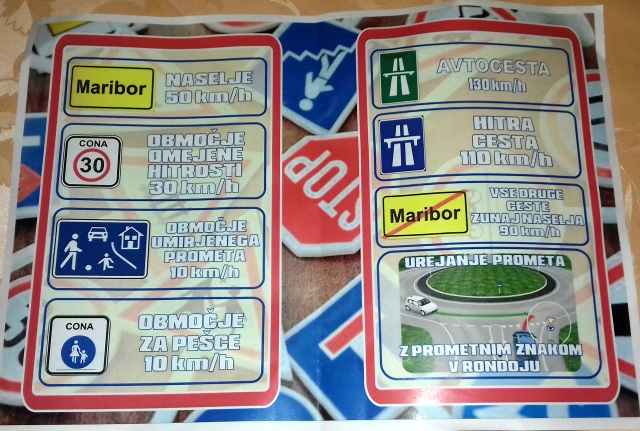 Maribor
NASELJE
50 km/h
CONA
30
OBMOČJE
OMEJENE
HITROSTI
30 km/h
OBMOČJE
UMIRJENEGA
PROMETA
10 km/h
CONA
OBMOČJE
ZA PEŠCE
10 km/h
STOP
AVTOCESTA
130 km/h
HITRA
CESTA
110 km/h
Maribor
VSE DRUGE
CESTE
ZUNAJ NASELJA
90 km/h
UREJANJE PROMETA
Z PROMETNIM ZNAKOM
V RONDOJU